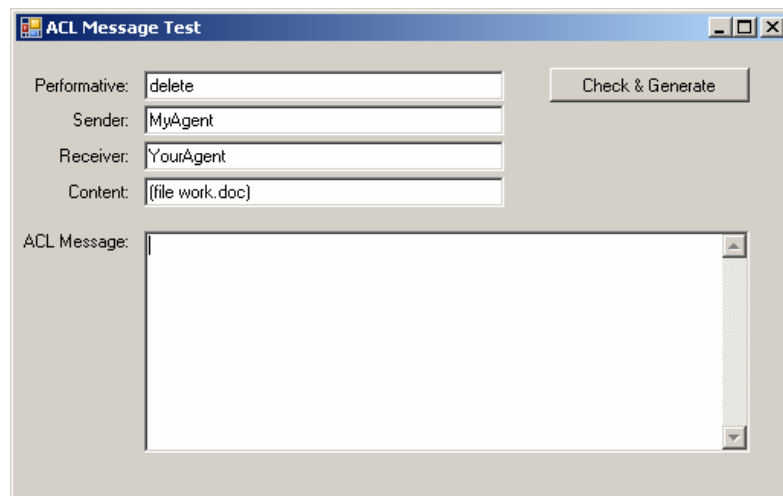 ACL Message Test
Performative: delete Check & Generate
Sender: MyAgent
Receiver: YourAgent
Content: (file work.doc)
ACL Message: